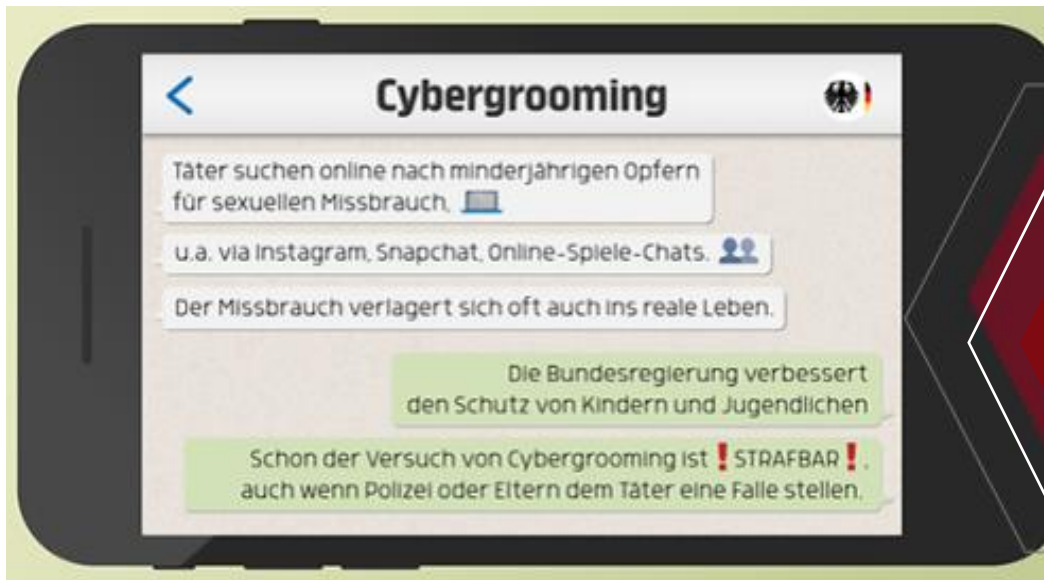 Cybergrooming
Täter suchen online nach minderjährigen Opfern
für sexuellen Missbrauch,
u.a. via Instagram, Snapchat, Online-Spiele-Chats.
Der Missbrauch verlagert sich oft auch ins reale Leben.
Die Bundesregierung verbessert
den Schutz von Kindern und Jugendlichen
Schon der Versuch von Cybergrooming ist❗STRAFBAR❗,
auch wenn Polizei oder Eltern dem Täter eine Falle stellen.